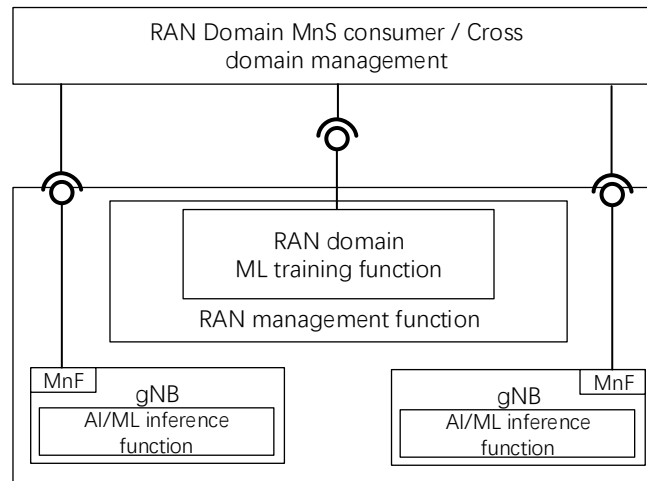 RAN Domain MnS consumer / Cross
domain management
RAN domain
ML training function
RAN management function
MnF
gNB
AI/ML inference
function
MnF
gNB
AI/ML inference
function